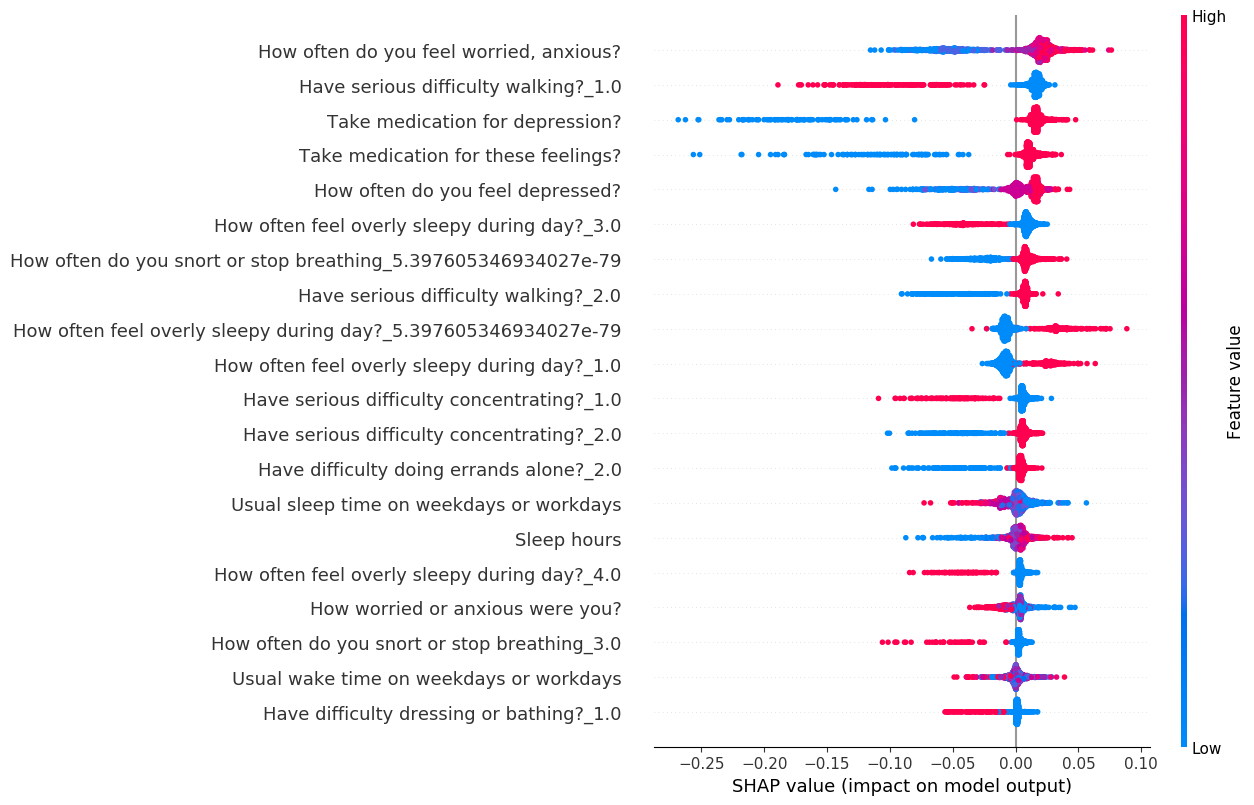 High
How often do you feel worried, anxious?
Have serious difficulty walking?_1.0
Take medication for depression?
Take medication for these feelings?
How often do you feel depressed?
How often feel overly sleepy during day?_3.0
How often do you snort or stop breathing_5.397605346934027e-79
Have serious difficulty walking?_2.0
How often feel overly sleepy during day?_5.397605346934027e-79
How often feel overly sleepy during day?_1.0
Have serious difficulty concentrating?_1.0
Have serious difficulty concentrating?_2.0
Have difficulty doing errands alone?_2.0
Usual sleep time on weekdays or workdays
Sleep hours
How often feel overly sleepy during day?_4.0
How worried or anxious were you?
How often do you snort or stop breathing_3.0
Usual wake time on weekdays or workdays
Have difficulty dressing or bathing?_1.0
Feature value
Low
−0.25 −0.20 −0.15 −0.10 −0.05 0.00 0.05 0.10
SHAP value (impact on model output)